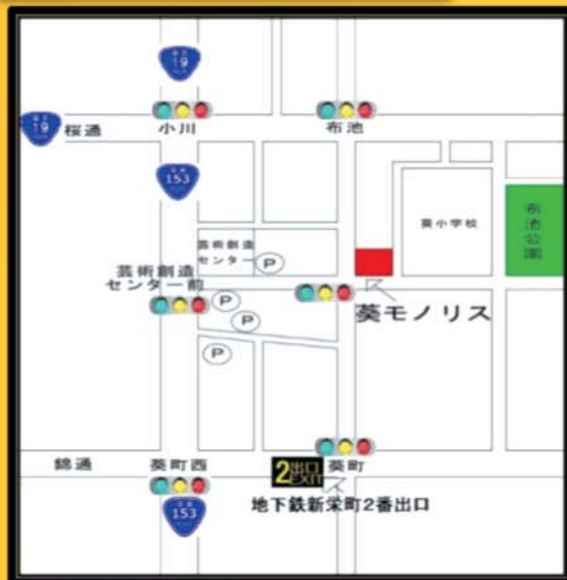 19
19
桜通
小川
布池
153
葵小学校
布池公園
芸術創造
センター
P
芸術創造
センター前
P
P
葵モノリス
P
錦通
葵町西
2出口
EXIT
葵町
153
地下鉄新栄町2番出口